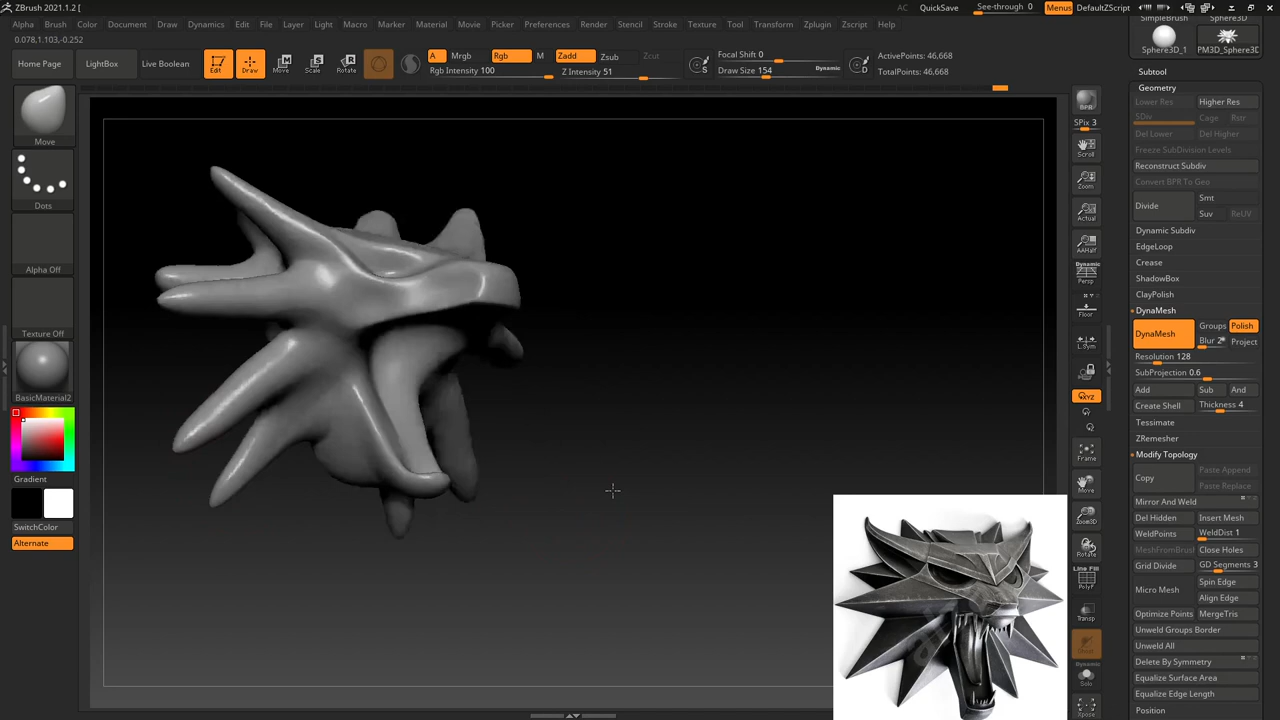 ZBrush 2021.1.2 [
AC QuickSave See-through 0 Menus DefaultZScript
Alpha Brush Color Document Draw Dynamics Edit File Layer Light Macro Marker Material Movie Picker Preferences Render Stencil Stroke Texture Tool Transform Zplugin Zscript Help
0.078,1.103,-0.252
Home Page LightBox Live Boolean
Edit Draw Move Scale Rotate
A Mrgb Rgb M Zadd Zsub Zcut
Rgb Intensity 100 Z Intensity 51
Focal Shift 0
Draw Size 154 Dynamic
S D
ActivePoints: 46,668
TotalPoints: 46,668
Move
Dots
Alpha Off
Texture Off
BasicMaterial2
Gradient
SwitchColor
Alternate
BPR
SPix 3
Scroll
Zoom
Actual
AAHalf
Dynamic
Persp
Floor
L.Sym
XYZ
Frame
Move
Zoom3D
Rotate
Line Fill
PolyF
Transp
Dynamic
Solo
Xpose
SimpleBrush Sphere3D
Sphere3D_1 PM3D_Sphere3D
Subtool
Geometry
Lower Res Higher Res
SDiv Cage Rstr
Del Lower Del Higher
Freeze SubDivision Levels
Reconstruct Subdiv
Convert BPR To Geo
Divide Smt
Suv ReUV
Dynamic Subdiv
EdgeLoop
Crease
ShadowBox
ClayPolish
DynaMesh
DynaMesh Groups Polish
Blur 2 Project
Resolution 128
SubProjection 0.6
Add Sub And
Create Shell Thickness 4
Tessimate
ZRemesher
Modify Topology
Copy Paste Append
Paste Replace
Mirror And Weld
Del Hidden Insert Mesh
WeldPoints WeldDist 1
MeshFromBrush Close Holes
Grid Divide GD Segments 3
Micro Mesh Spin Edge
Align Edge
Optimize Points MergeTris
Unweld Groups Border
Unweld All
Delete By Symmetry
Equalize Surface Area
Equalize Edge Length
Position